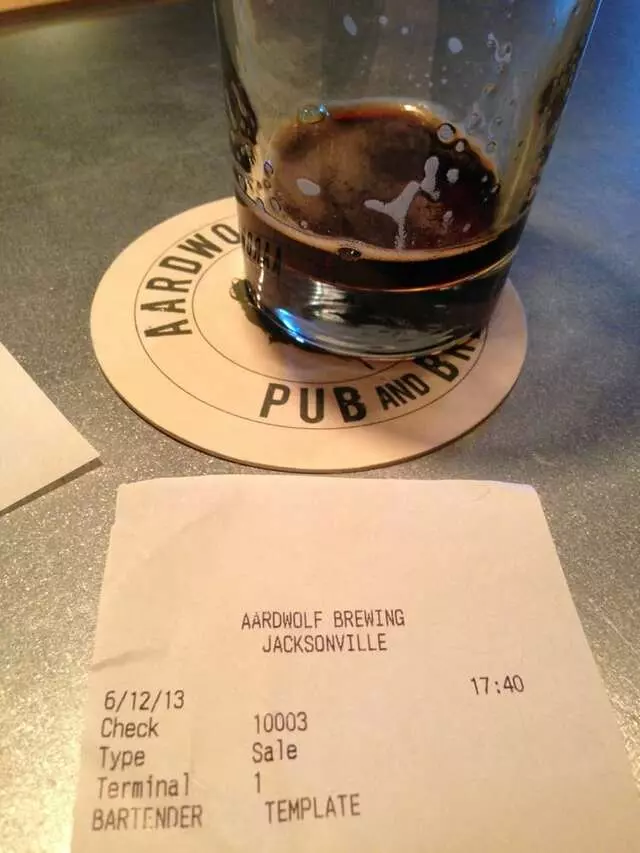 AARDWO
PUB AND BR
AARDWOLF BREWING
JACKSONVILLE
6/12/13 17:40
Check 10003
Type Sale
Terminal 1
BARTENDER TEMPLATE